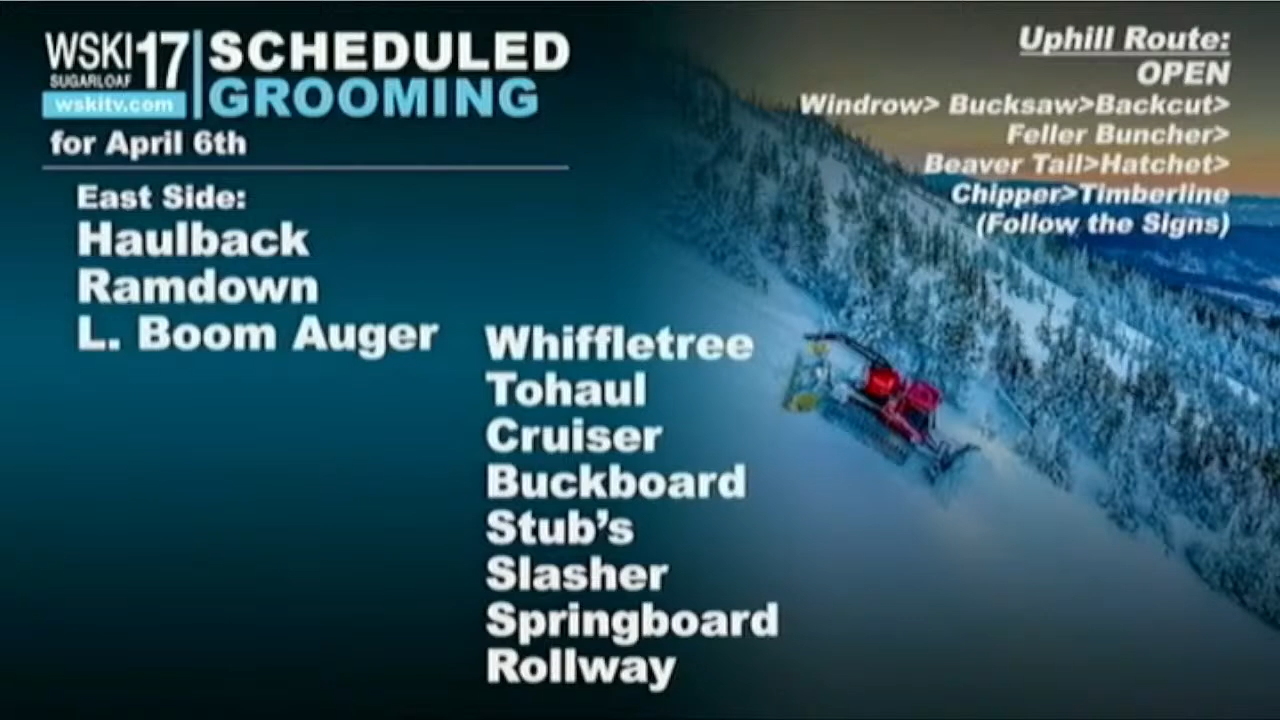 WSKI 17
SUGARLOAF
wskitv.com
SCHEDULED
GROOMING
for April 6th
East Side:
Haulback
Ramdown
L. Boom Auger
Whiffletree
Tohaul
Cruiser
Buckboard
Stub's
Slasher
Springboard
Rollway
Uphill Route:
OPEN
Windrow> Bucksaw>Backcut>
Feller Buncher>
Beaver Tail>Hatchet>
Chipper>Timberline
(Follow the Signs)